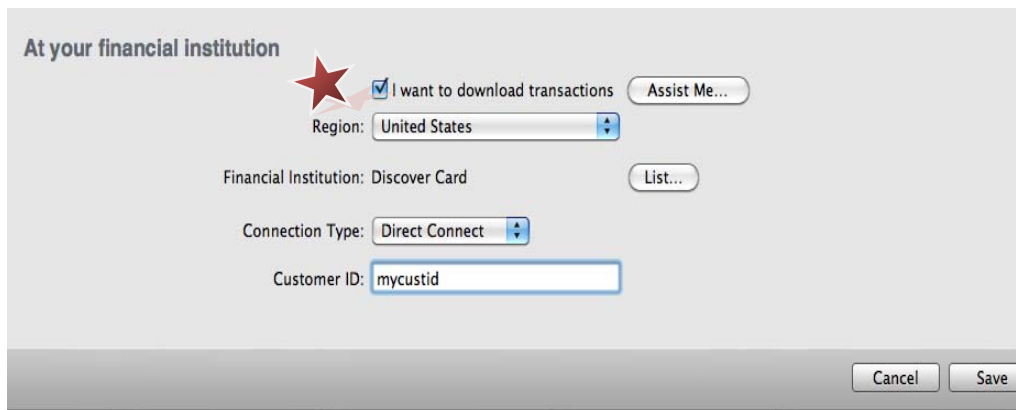 At your financial institution
I want to download transactions Assist Me...
Region: United States
Financial Institution: Discover Card List...
Connection Type: Direct Connect
Customer ID: mycustid
Cancel Save